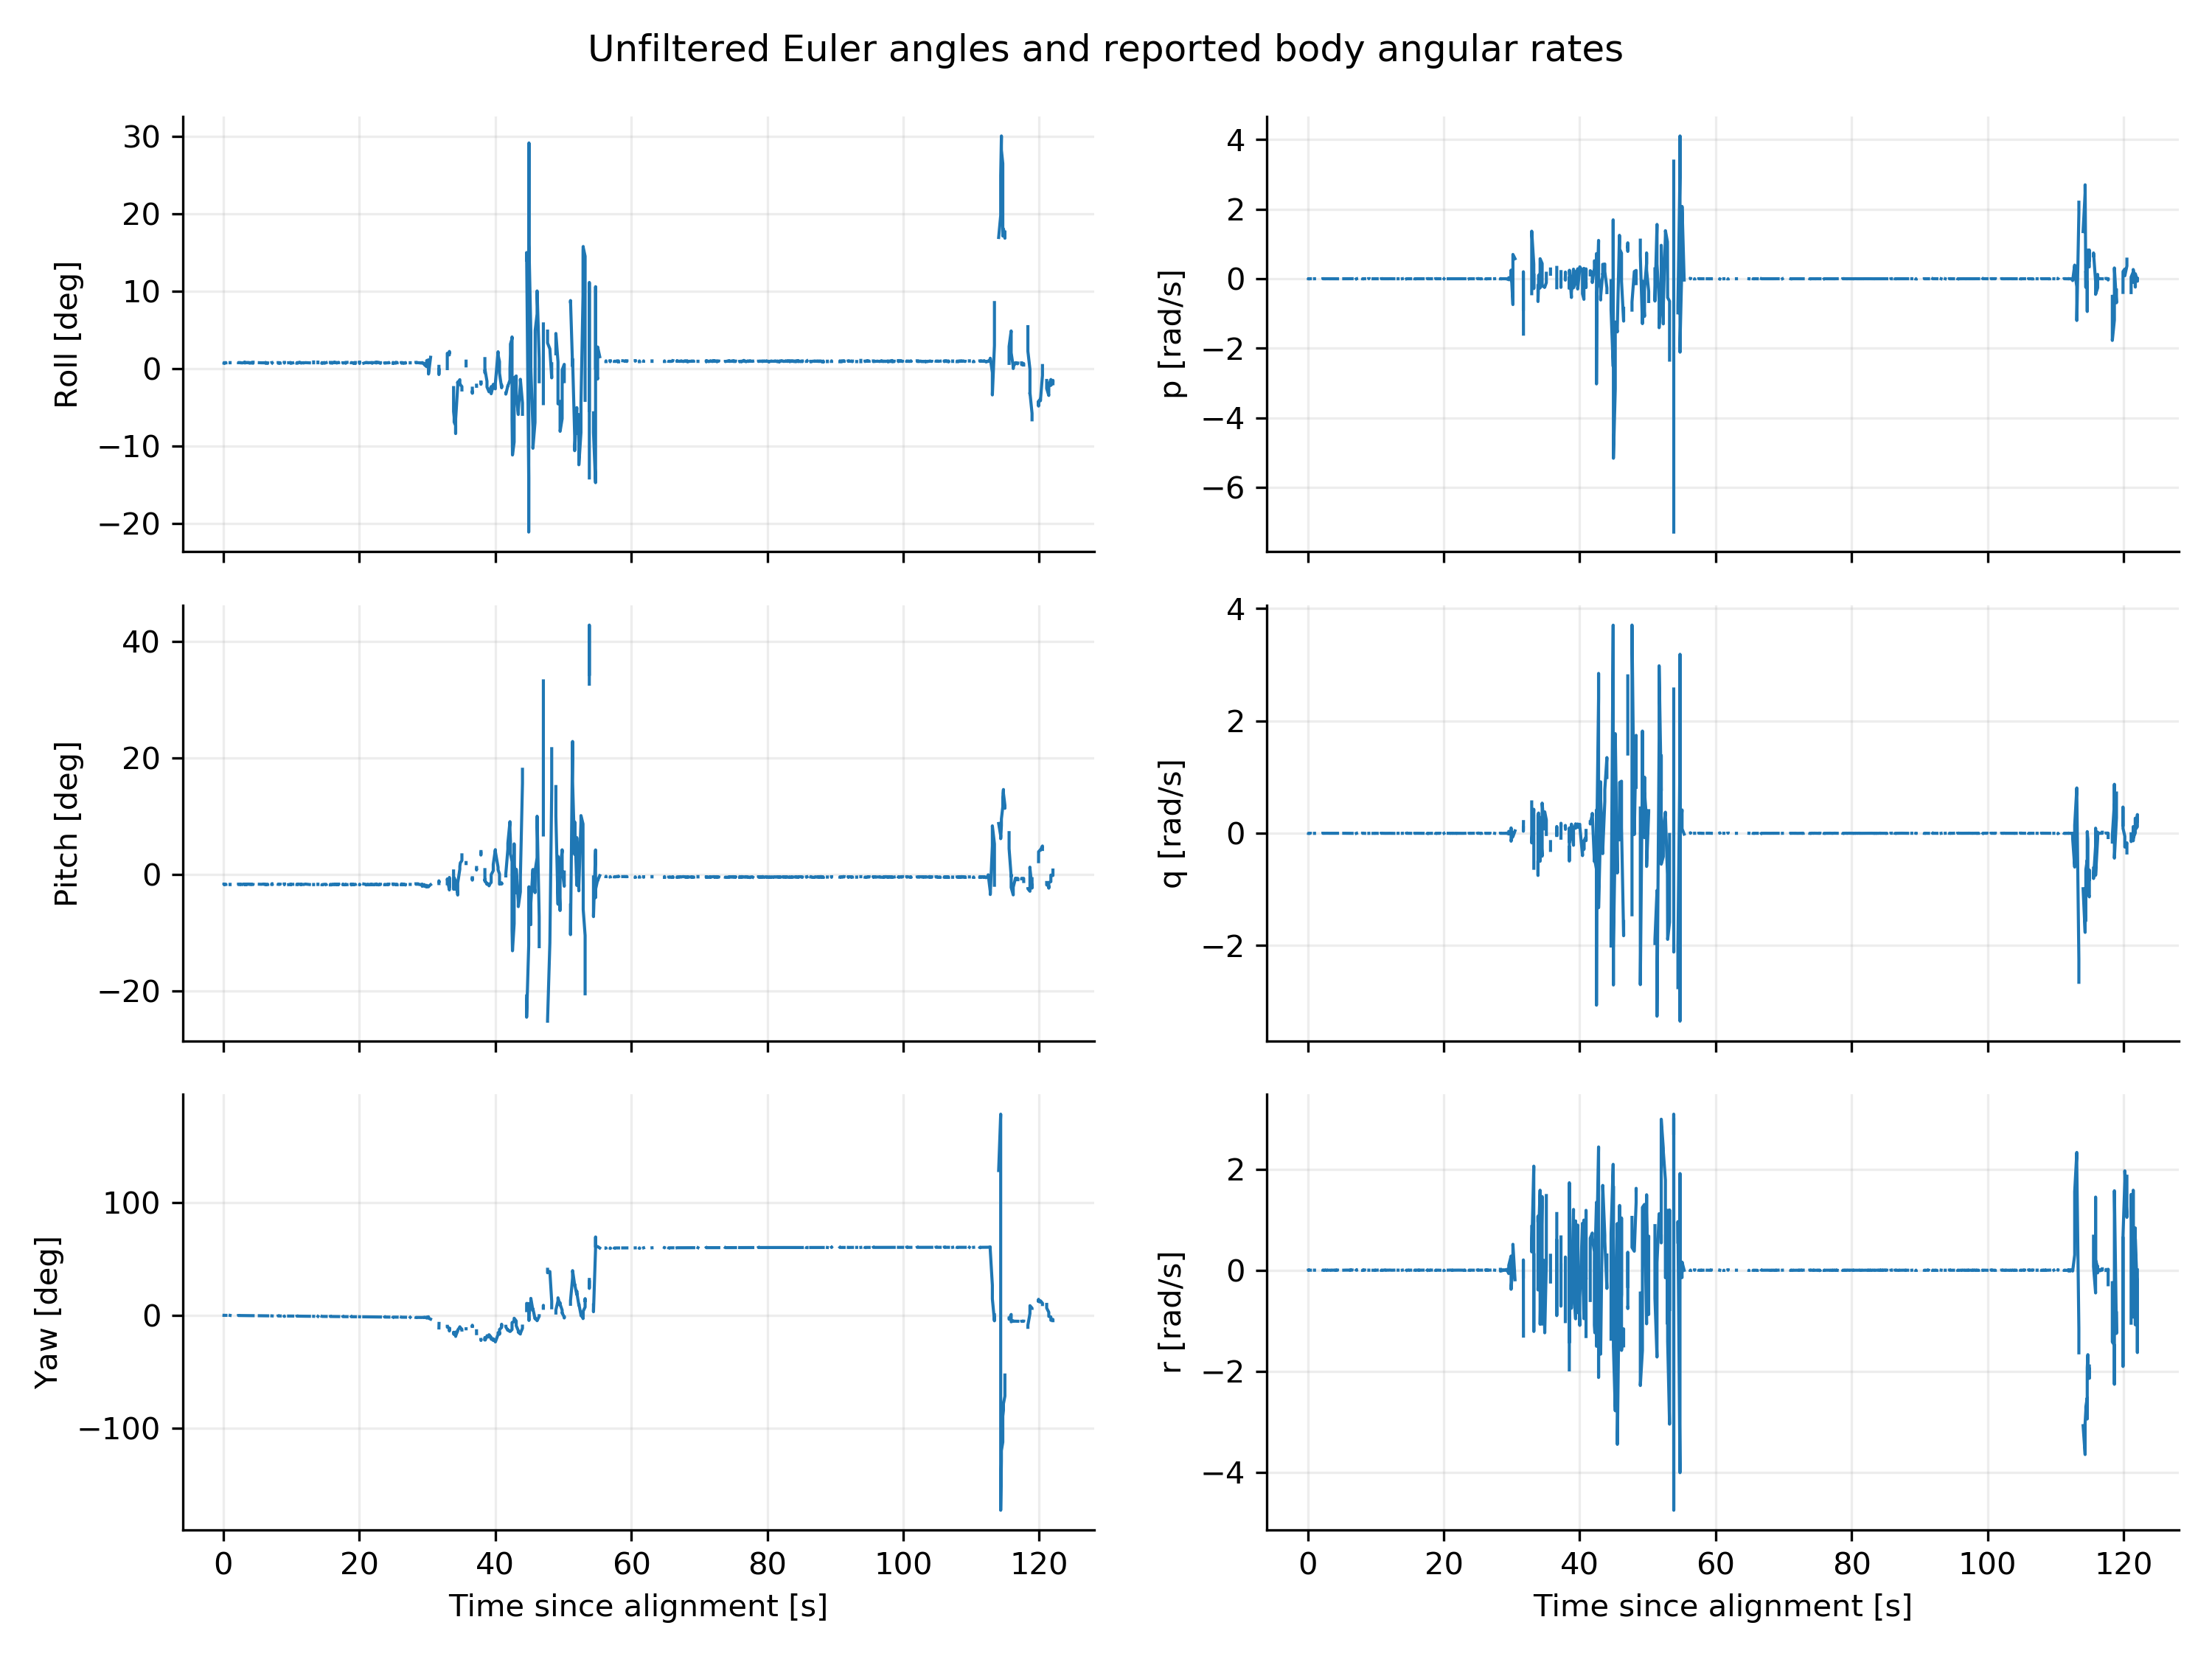 Unfiltered Euler angles and reported body angular rates
30
20
10
0
−10
−20
Roll [deg]
4
2
0
−2
−4
−6
p [rad/s]
40
20
0
−20
Pitch [deg]
4
2
0
−2
q [rad/s]
100
0
−100
Yaw [deg]
0 20 40 60 80 100 120
Time since alignment [s]
2
0
−2
−4
r [rad/s]
0 20 40 60 80 100 120
Time since alignment [s]